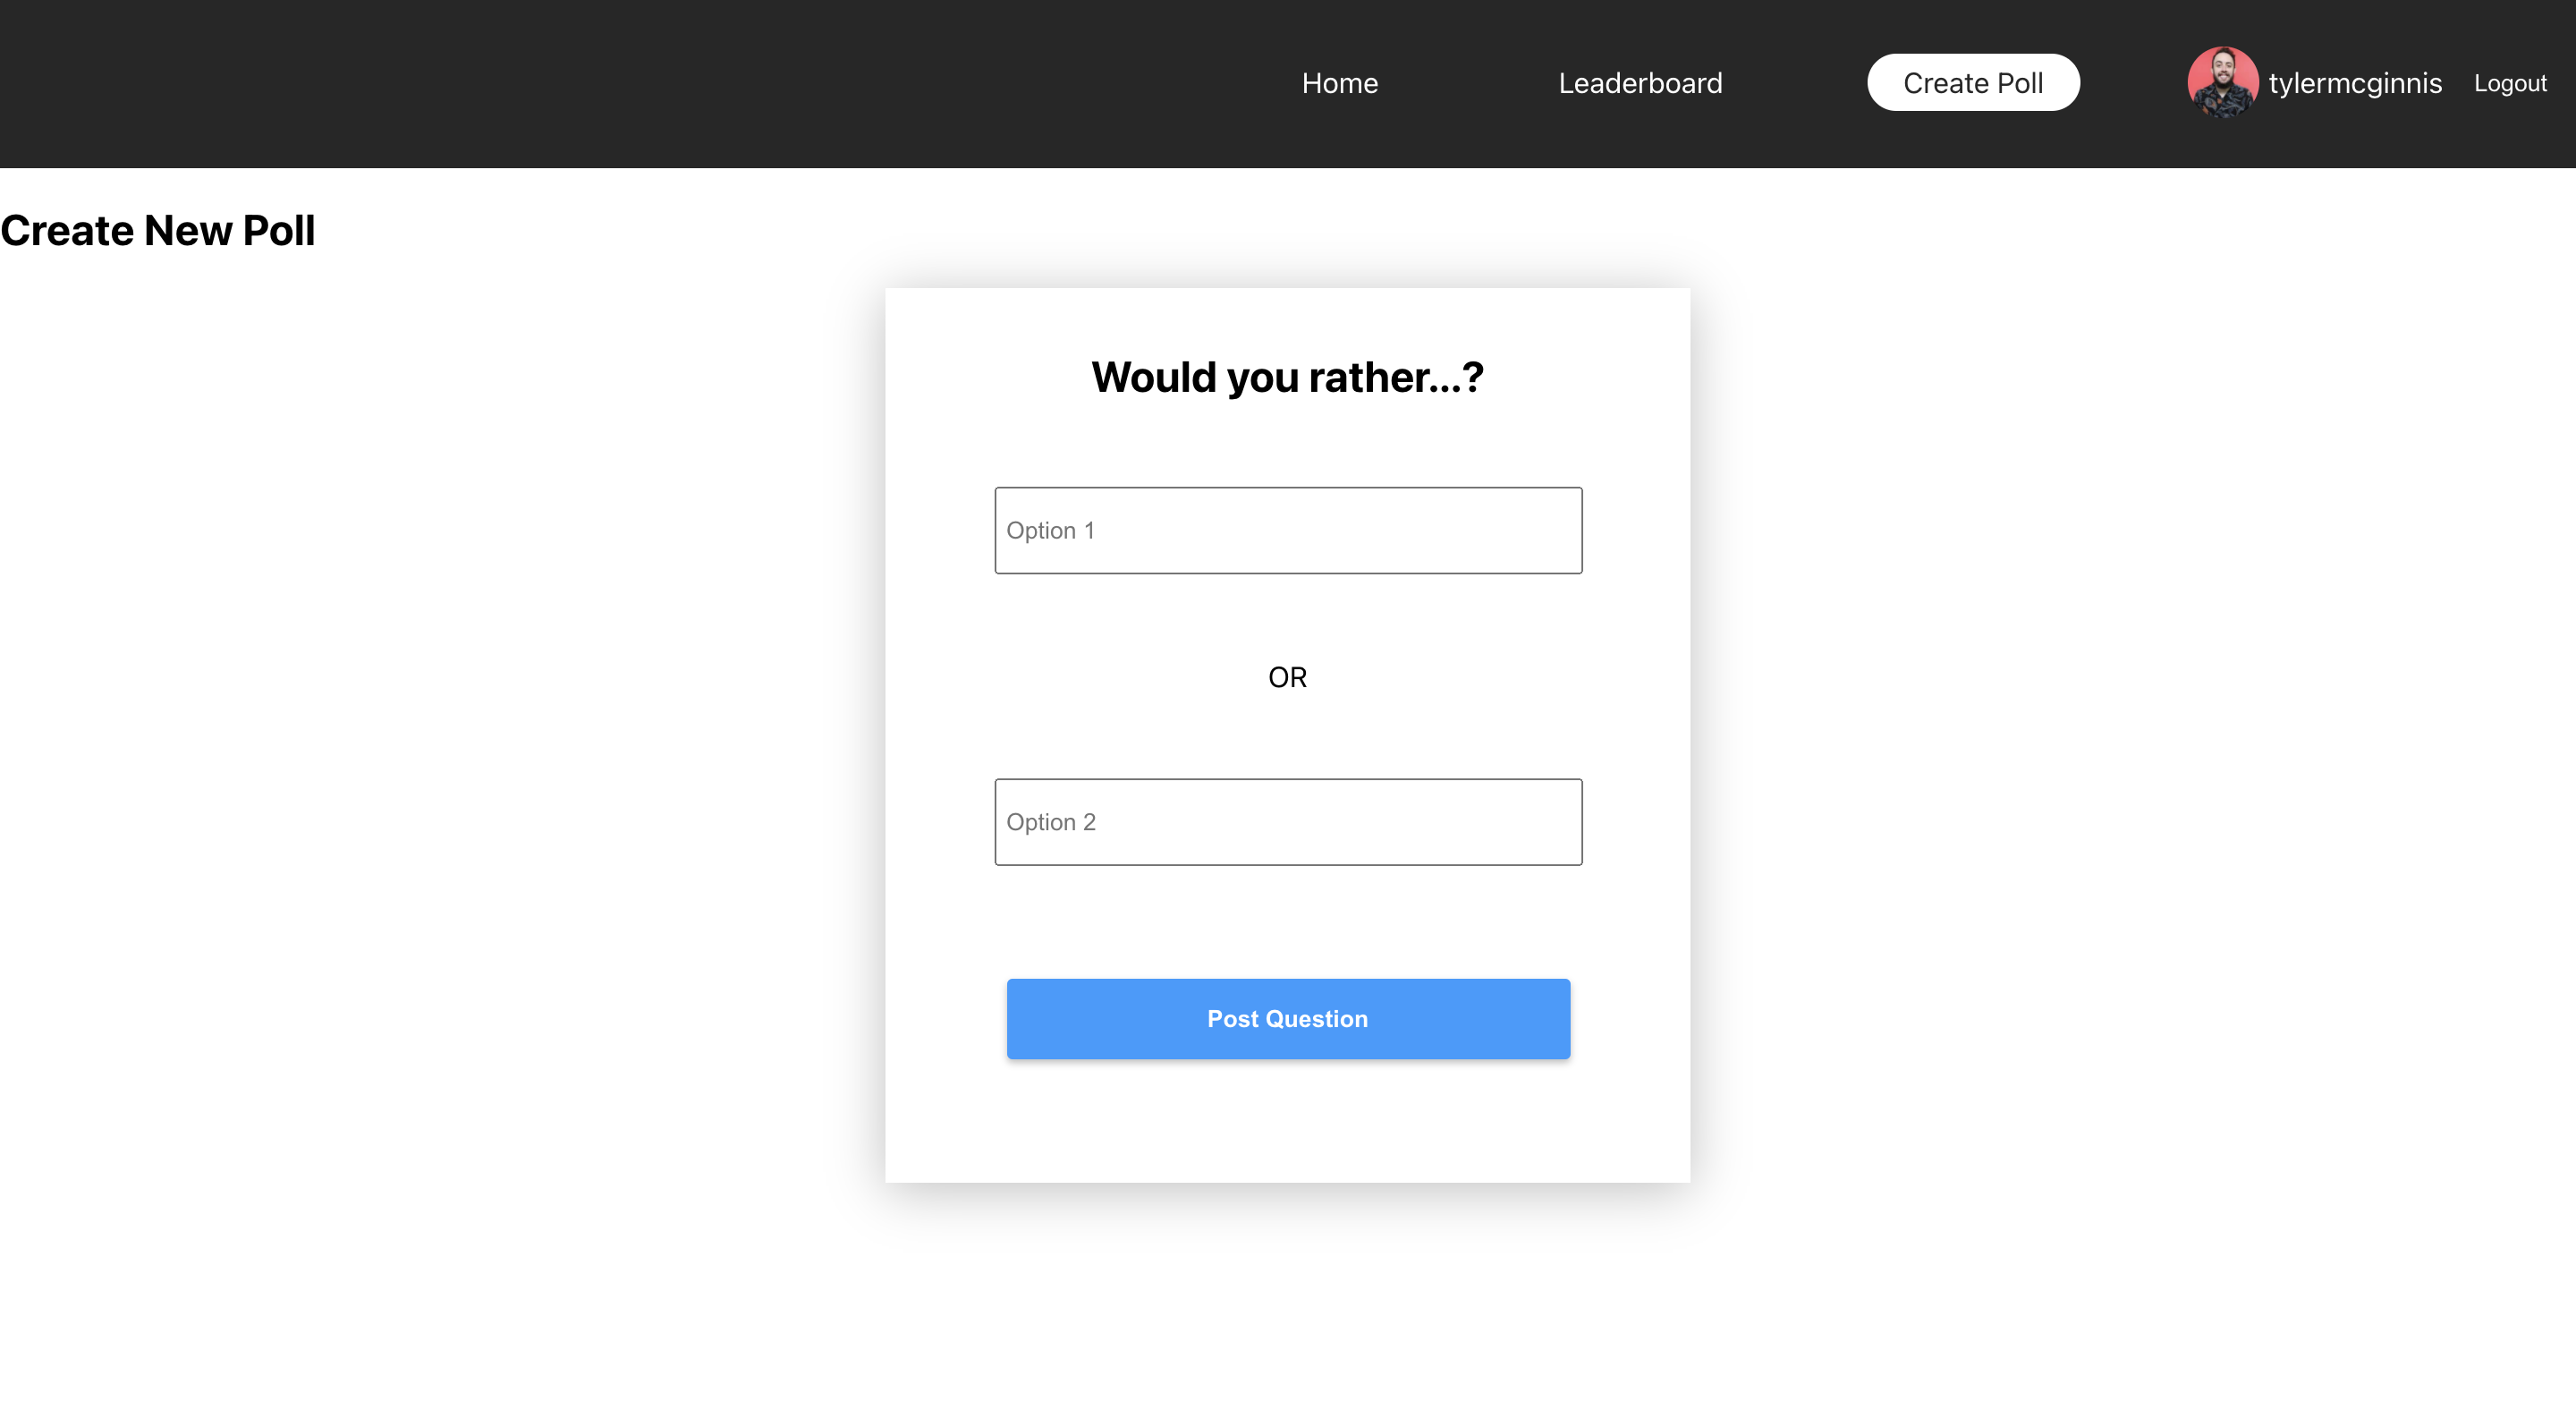 Home Leaderboard Create Poll tylermcginnis Logout
Create New Poll
Would you rather...?
Option 1
OR
Option 2
Post Question